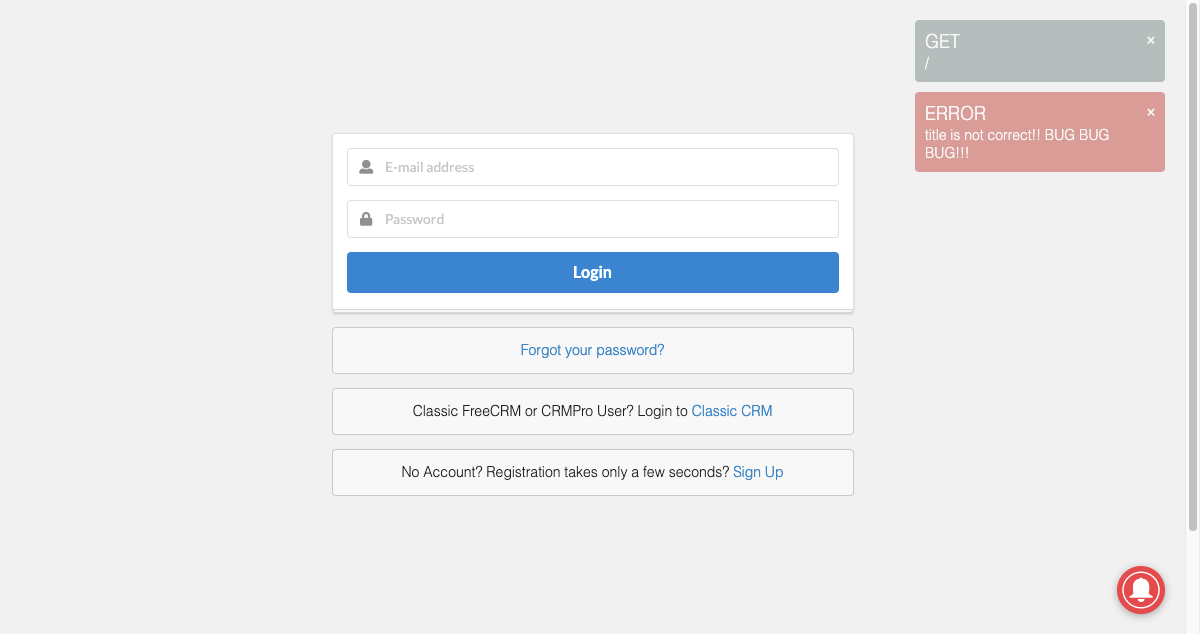 GET
×
/
ERROR
×
title is not correct!! BUG BUG
BUG!!!
E-mail address
Password
Login
Forgot your password?
Classic FreeCRM or CRMPro User? Login to Classic CRM
No Account? Registration takes only a few seconds? Sign Up